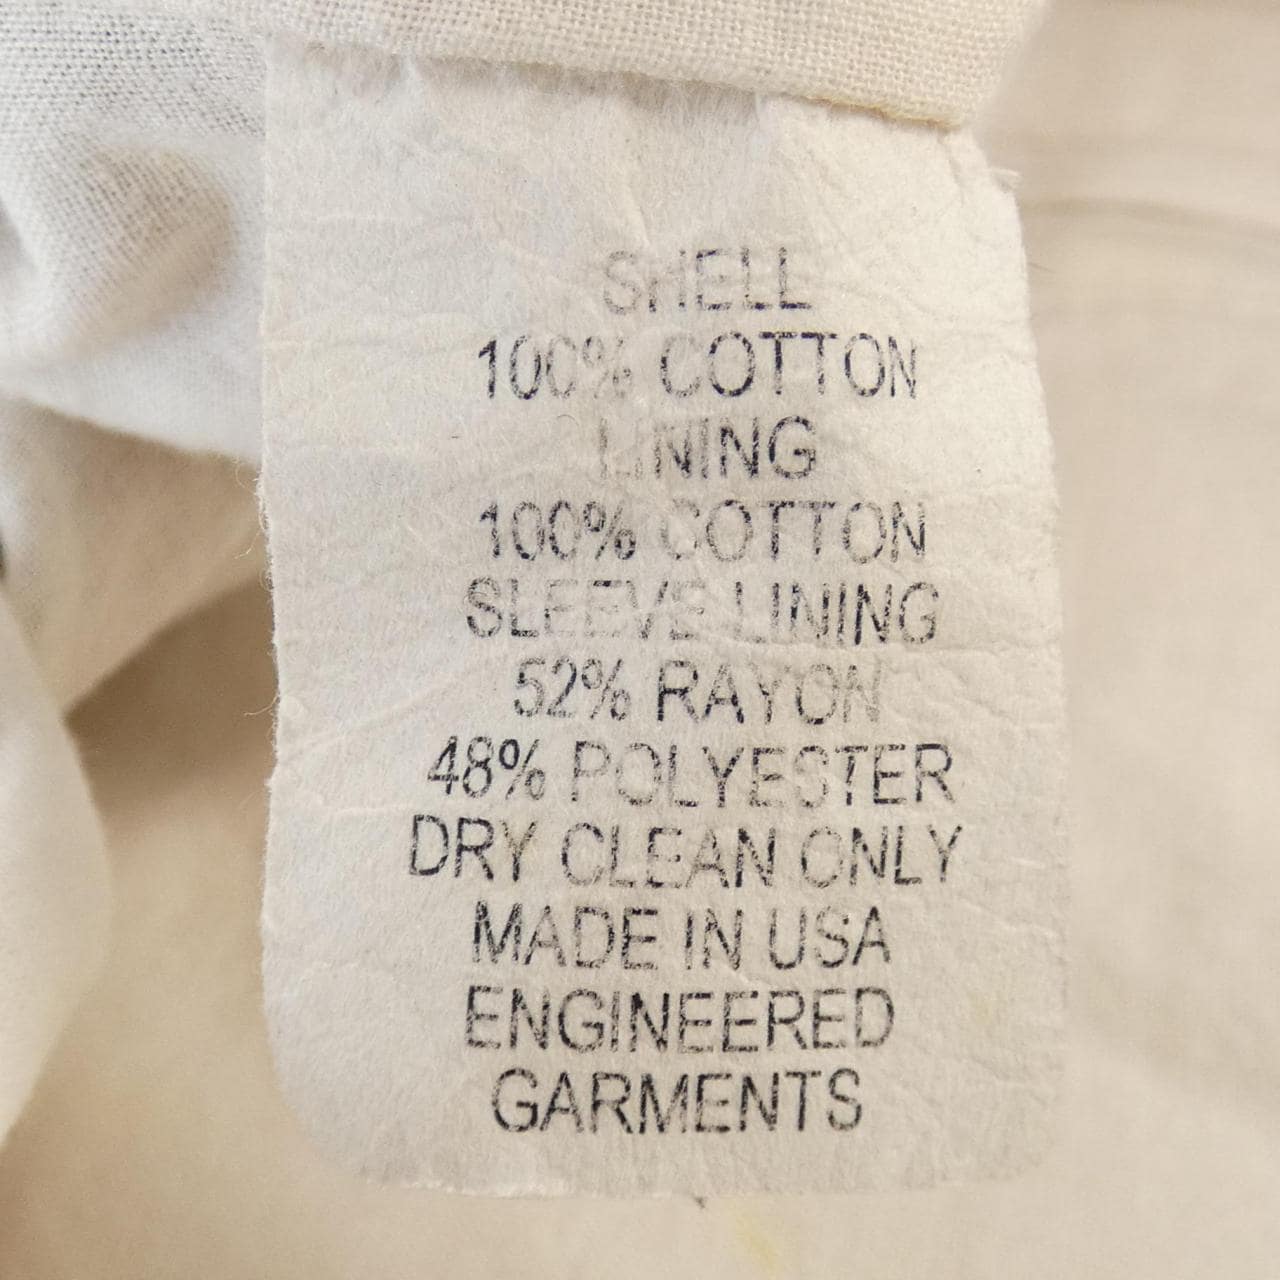 SHELL
100% COTTON
LINING
100% COTTON
SLEEVE LINING
52% RAYON
48% POLYESTER
DRY CLEAN ONLY
MADE IN USA
ENGINEERED
GARMENTS